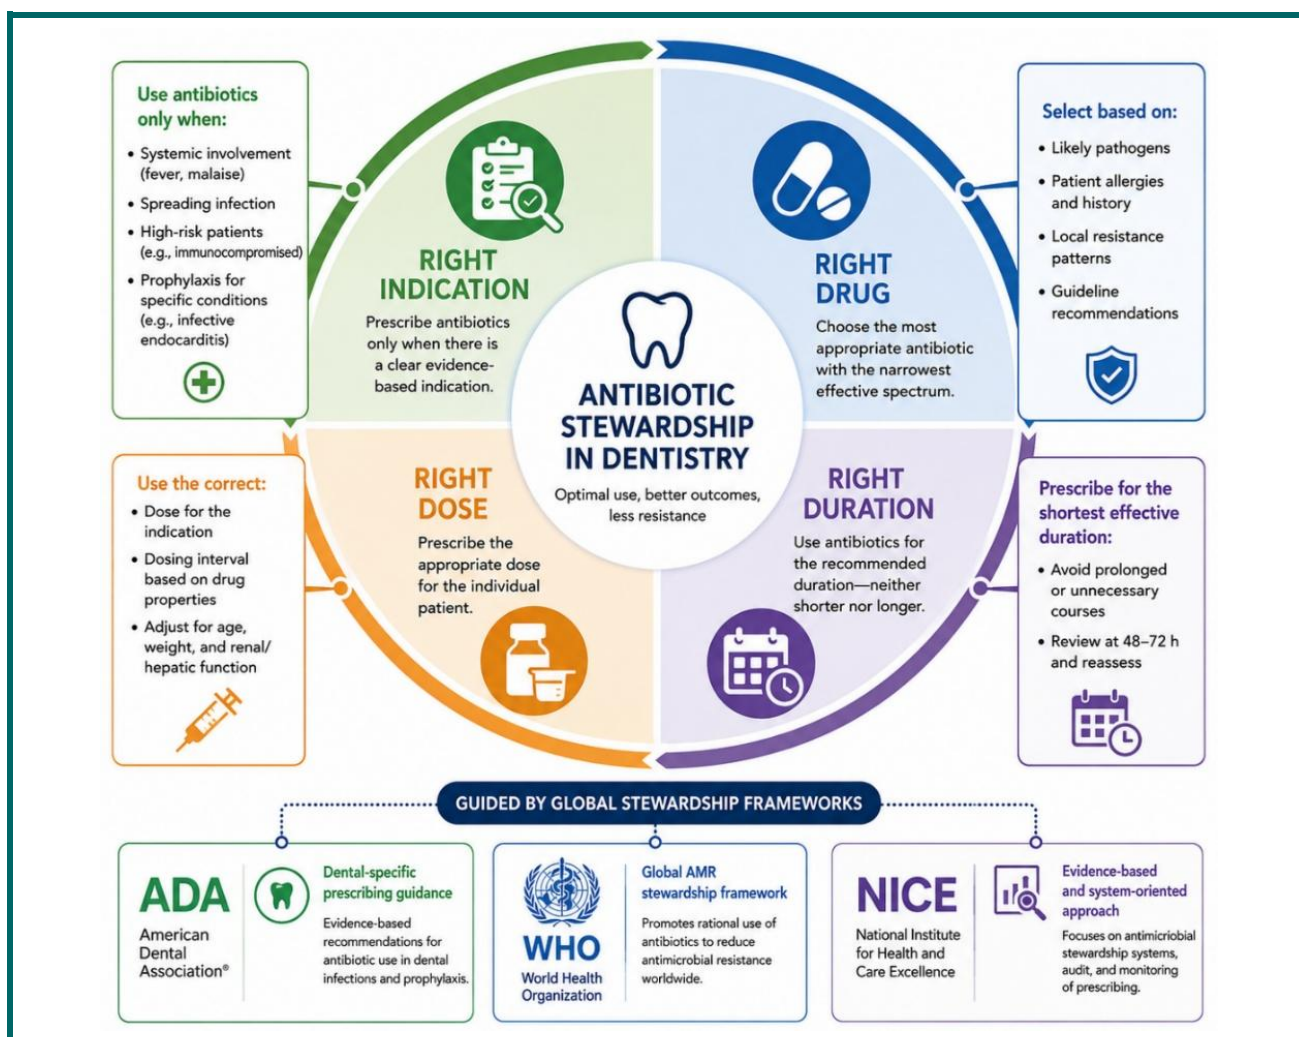 Use antibiotics
only when:
• Systemic involvement
(fever, malaise)
• Spreading infection
• High-risk patients
(e.g., immunocompromised)
• Prophylaxis for
specific conditions
(e.g., infective
endocarditis)
RIGHT
INDICATION
Prescribe antibiotics
only when there is
a clear evidence-
based indication.
RIGHT
DRUG
Choose the most
appropriate antibiotic
with the narrowest
effective spectrum.
Select based on:
• Likely pathogens
• Patient allergies
and history
• Local resistance
patterns
• Guideline
recommendations
ANTIBIOTIC
STEWARDSHIP
IN DENTISTRY
Optimal use, better outcomes,
less resistance
Use the correct:
• Dose for the
indication
• Dosing interval
based on drug
properties
• Adjust for age,
weight, and renal/
hepatic function
RIGHT
DOSE
Prescribe the
appropriate dose
for the individual
patient.
RIGHT
DURATION
Use antibiotics for
the recommended
duration—neither
shorter nor longer.
Prescribe for the
shortest effective
duration:
• Avoid prolonged
or unnecessary
courses
• Review at 48–72 h
and reassess
GUIDED BY GLOBAL STEWARDSHIP FRAMEWORKS
ADA
American
Dental
Association®
Dental-specific
prescribing guidance
Evidence-based
recommendations for
antibiotic use in dental
infections and prophylaxis.
WHO
World Health
Organization
Global AMR
stewardship framework
Promotes rational use of
antibiotics to reduce
antimicrobial resistance
worldwide.
NICE
National Institute
for Health and
Care Excellence
Evidence-based
and system-oriented
approach
Focuses on antimicriobial
stewardship systems,
audit, and monitoring
of prescribing.